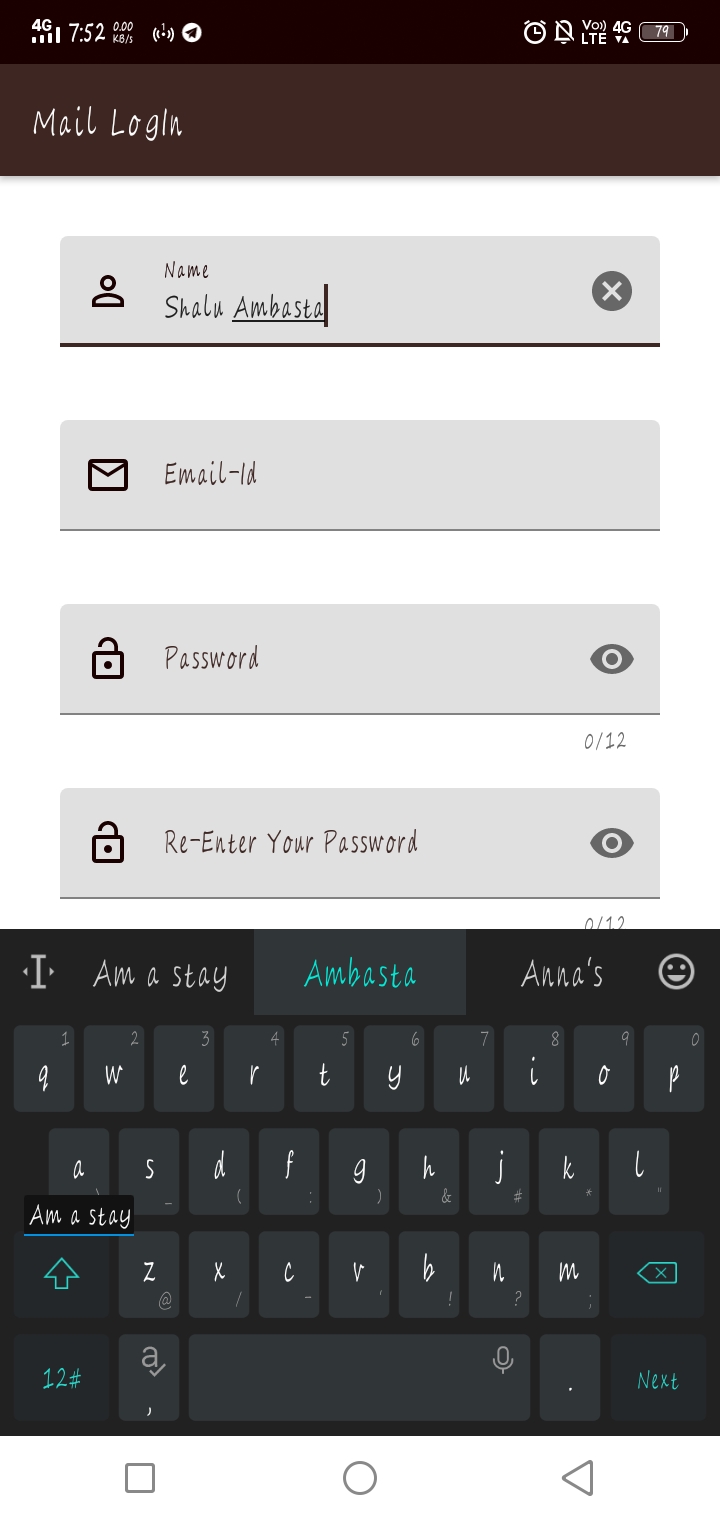 4G 7:52 0.00 KB/s 1 Vo)) LTE 4G 79
Mail LogIn
Name
Shalu Ambasta
Email-Id
Password
0/12
Re-Enter Your Password
0/12
Am a stay Ambasta Anna's
1 2 3 4 5 6 7 8 9 0
q w e r t y u i o p
a s d f g h j k l
_ ( : ) & # * "
Am a stay
z x c v b n m
@ / - ' ! ? ;
12# a , . Next